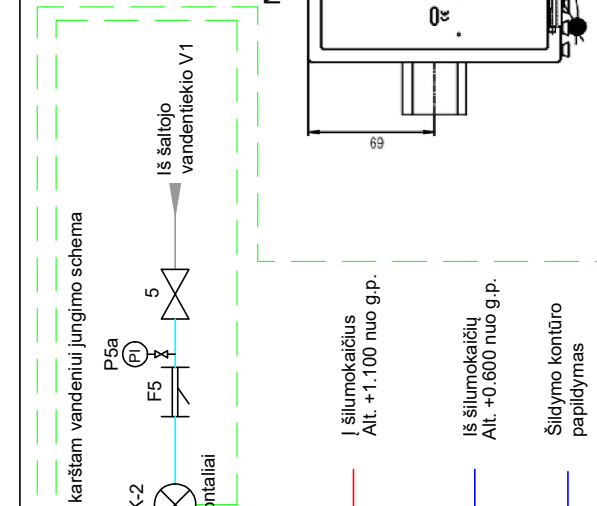 karštam vandeniui jungimo schema
Iš šaltojo
vandentiekio V1
5
P5a
PI
F5
K-2
ontaliai
69
CE
Į šilumokaičius
Alt. +1.100 nuo g.p.
Iš šilumokaičių
Alt. +0.600 nuo g.p.
Šildymo kontūro
papildymas